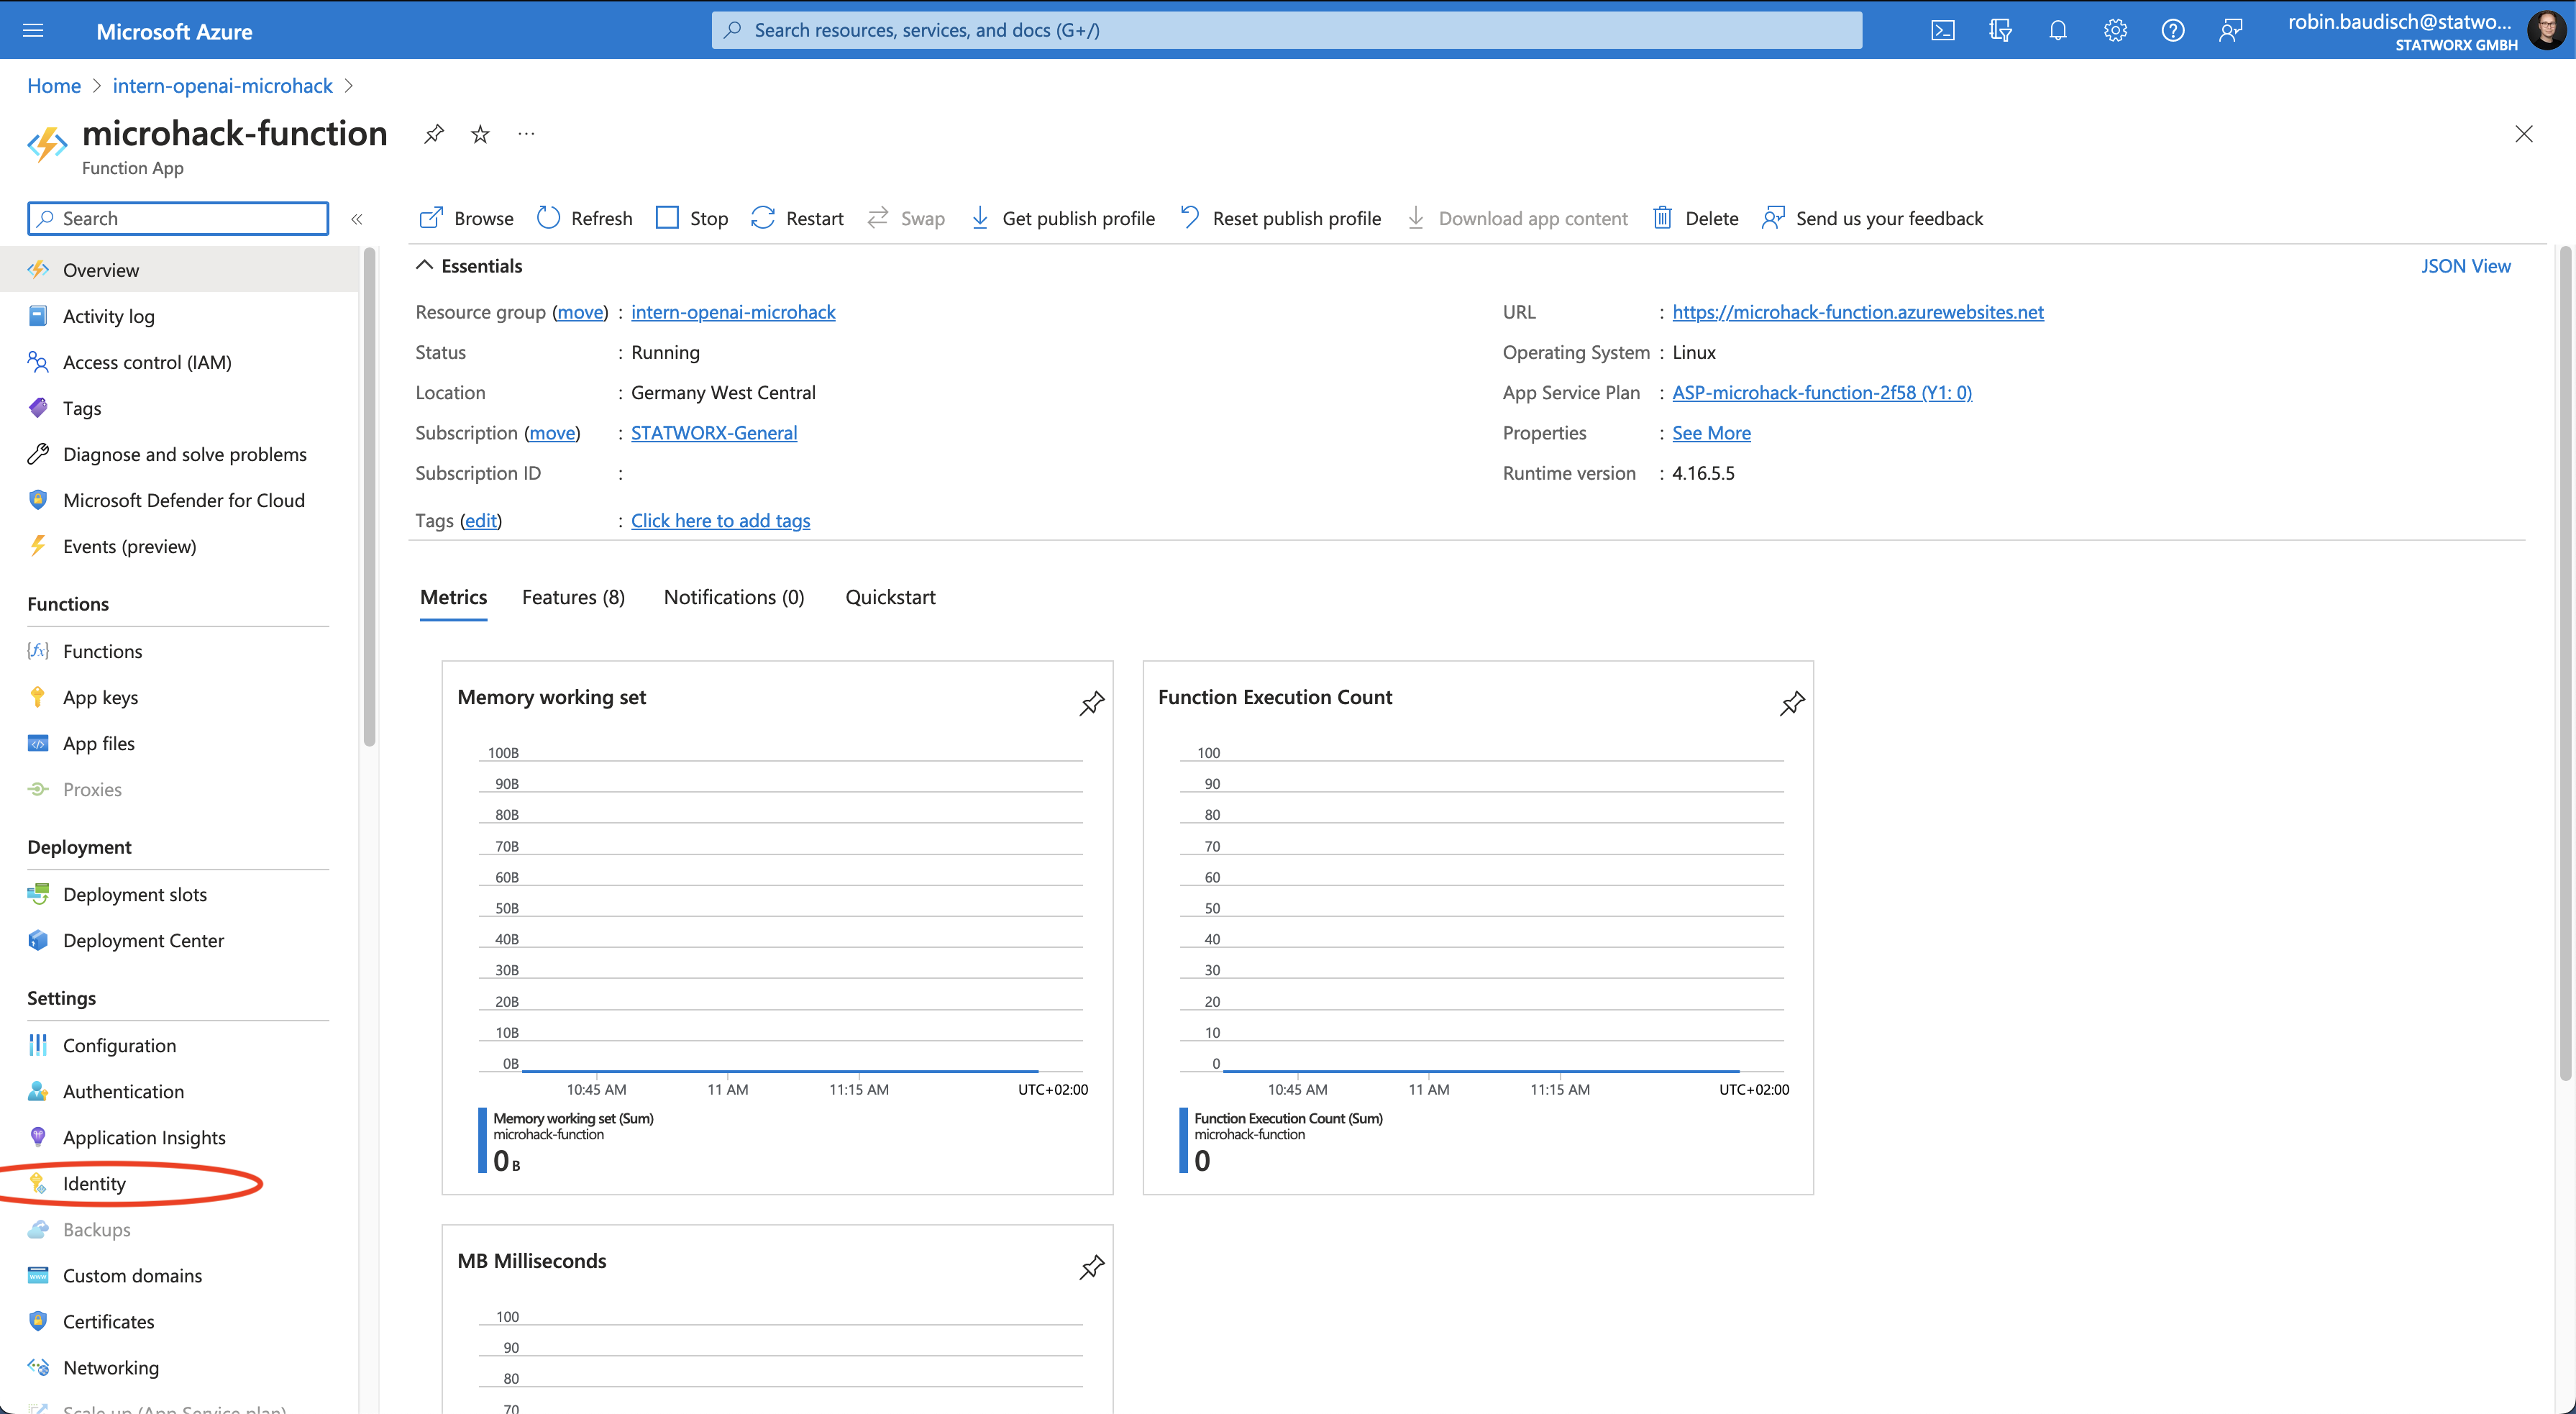 Microsoft Azure
Search resources, services, and docs (G+/)
robin.baudisch@statwo...
STATWORX GMBH
Home > intern-openai-microhack >
microhack-function
Function App
Search
Browse Refresh Stop Restart Swap Get publish profile Reset publish profile Download app content Delete Send us your feedback
Overview
Activity log
Access control (IAM)
Tags
Diagnose and solve problems
Microsoft Defender for Cloud
Events (preview)
Functions
Functions
App keys
App files
Proxies
Deployment
Deployment slots
Deployment Center
Settings
Configuration
Authentication
Application Insights
Identity
Backups
Custom domains
Certificates
Networking
Scale up (App Service plan)
Essentials
JSON View
Resource group (move) : intern-openai-microhack
Status : Running
Location : Germany West Central
Subscription (move) : STATWORX-General
Subscription ID :
Tags (edit) : Click here to add tags
URL : https://microhack-function.azurewebsites.net
Operating System : Linux
App Service Plan : ASP-microhack-function-2f58 (Y1: 0)
Properties : See More
Runtime version : 4.16.5.5
Metrics Features (8) Notifications (0) Quickstart
Memory working set
100B
90B
80B
70B
60B
50B
40B
30B
20B
10B
0B
10:45 AM 11 AM 11:15 AM UTC+02:00
Memory working set (Sum)
microhack-function
0 B
Function Execution Count
100
90
80
70
60
50
40
30
20
10
0
10:45 AM 11 AM 11:15 AM UTC+02:00
Function Execution Count (Sum)
microhack-function
0
MB Milliseconds
100
90
80
70